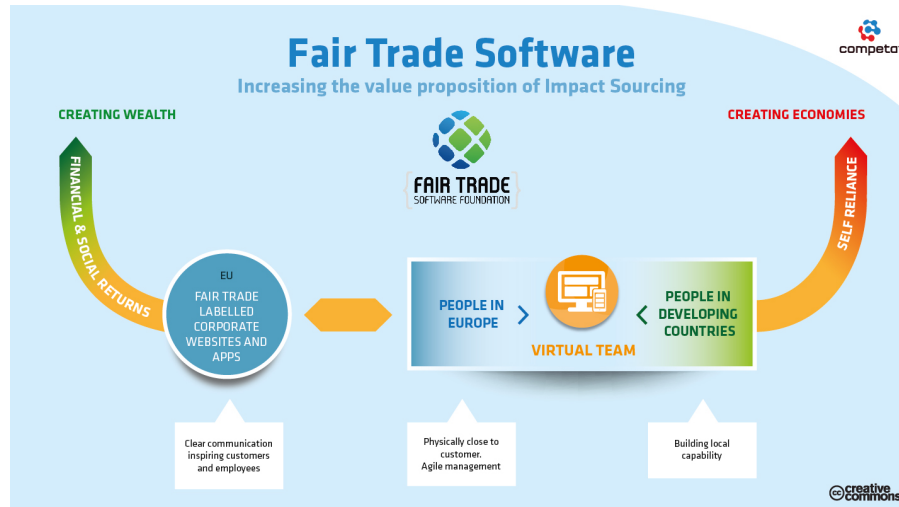 Fair Trade Software
competa
Increasing the value proposition of Impact Sourcing
CREATING WEALTH
CREATING ECONOMIES
FAIR TRADE
SOFTWARE FOUNDATION
FINANCIAL & SOCIAL RETURNS
SELF RELIANCE
EU
FAIR TRADE
LABELLED
CORPORATE
WEBSITES AND
APPS
PEOPLE IN
EUROPE
VIRTUAL TEAM
PEOPLE IN
DEVELOPING
COUNTRIES
Clear communication
inspiring customers
and employees
Physically close to
customer.
Agile management
Building local
capability
cc creative
commons